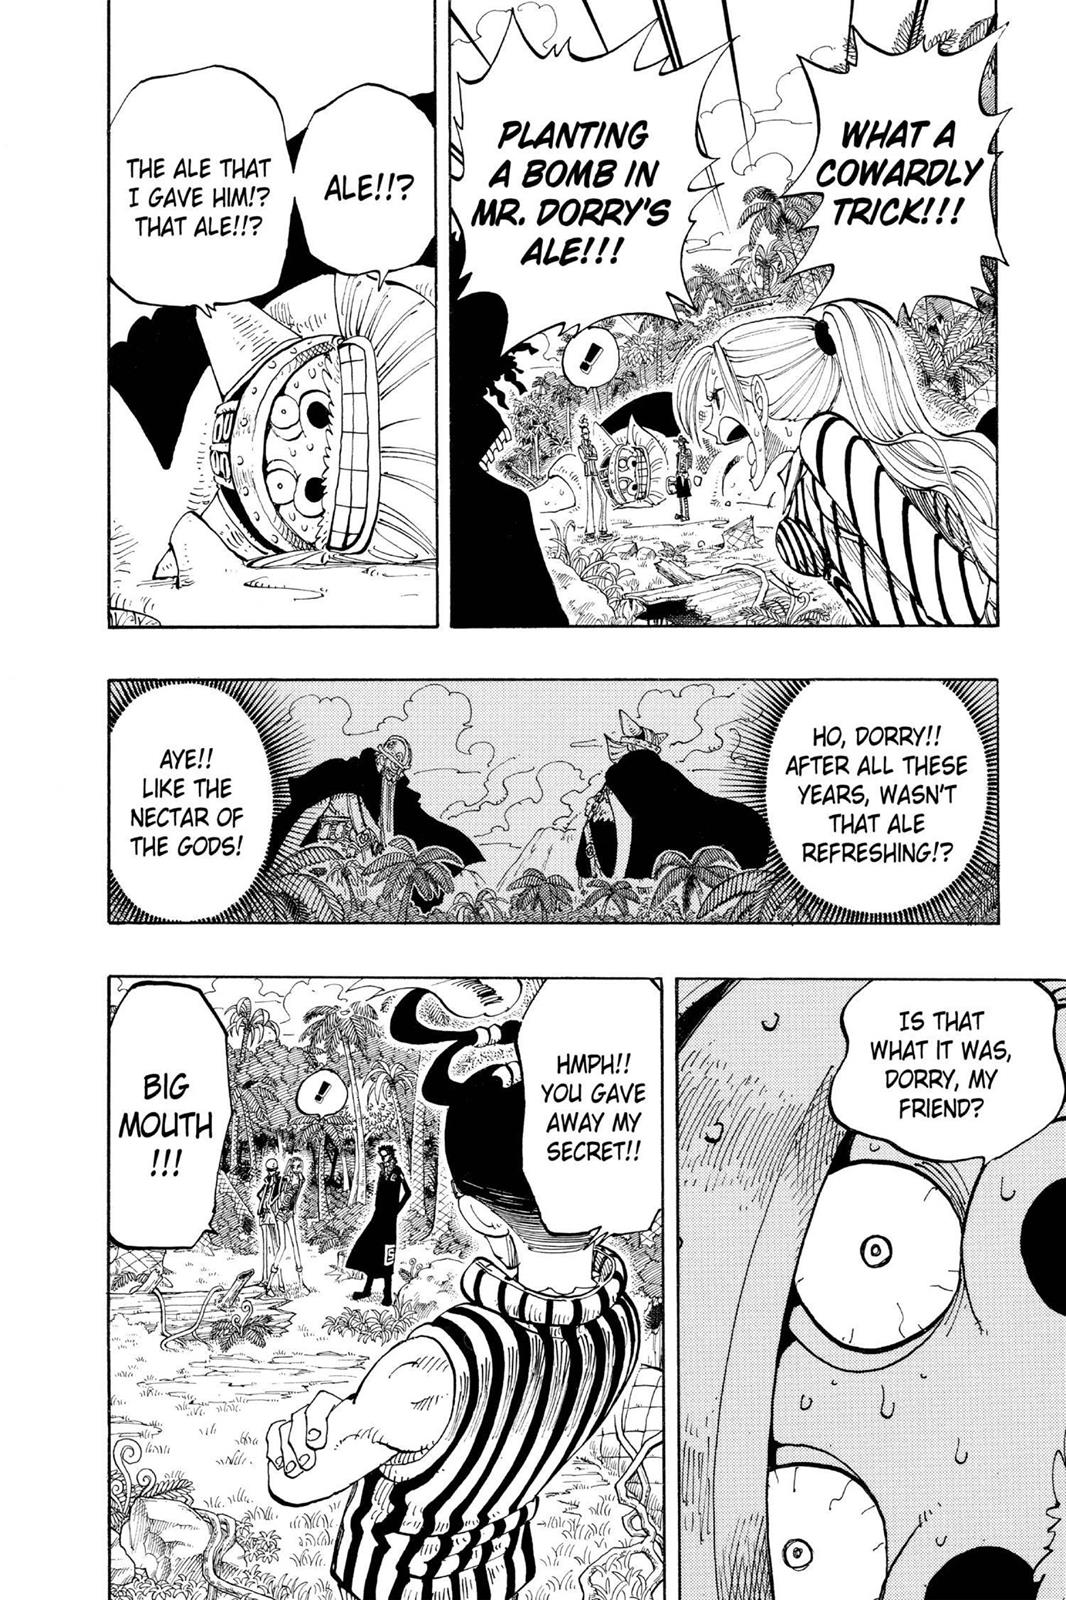 WHAT A
COWARDLY
TRICK!!!
PLANTING
A BOMB IN
MR. DORRY'S
ALE!!!
!
ALE!!?
THE ALE THAT
I GAVE HIM!?
THAT ALE!!?
HO, DORRY!!
AFTER ALL THESE
YEARS, WASN'T
THAT ALE
REFRESHING!?
AYE!!
LIKE THE
NECTAR OF
THE GODS!
IS THAT
WHAT IT WAS,
DORRY, MY
FRIEND?
HMPH!!
YOU GAVE
AWAY MY
SECRET!!
!
BIG
MOUTH
!!!